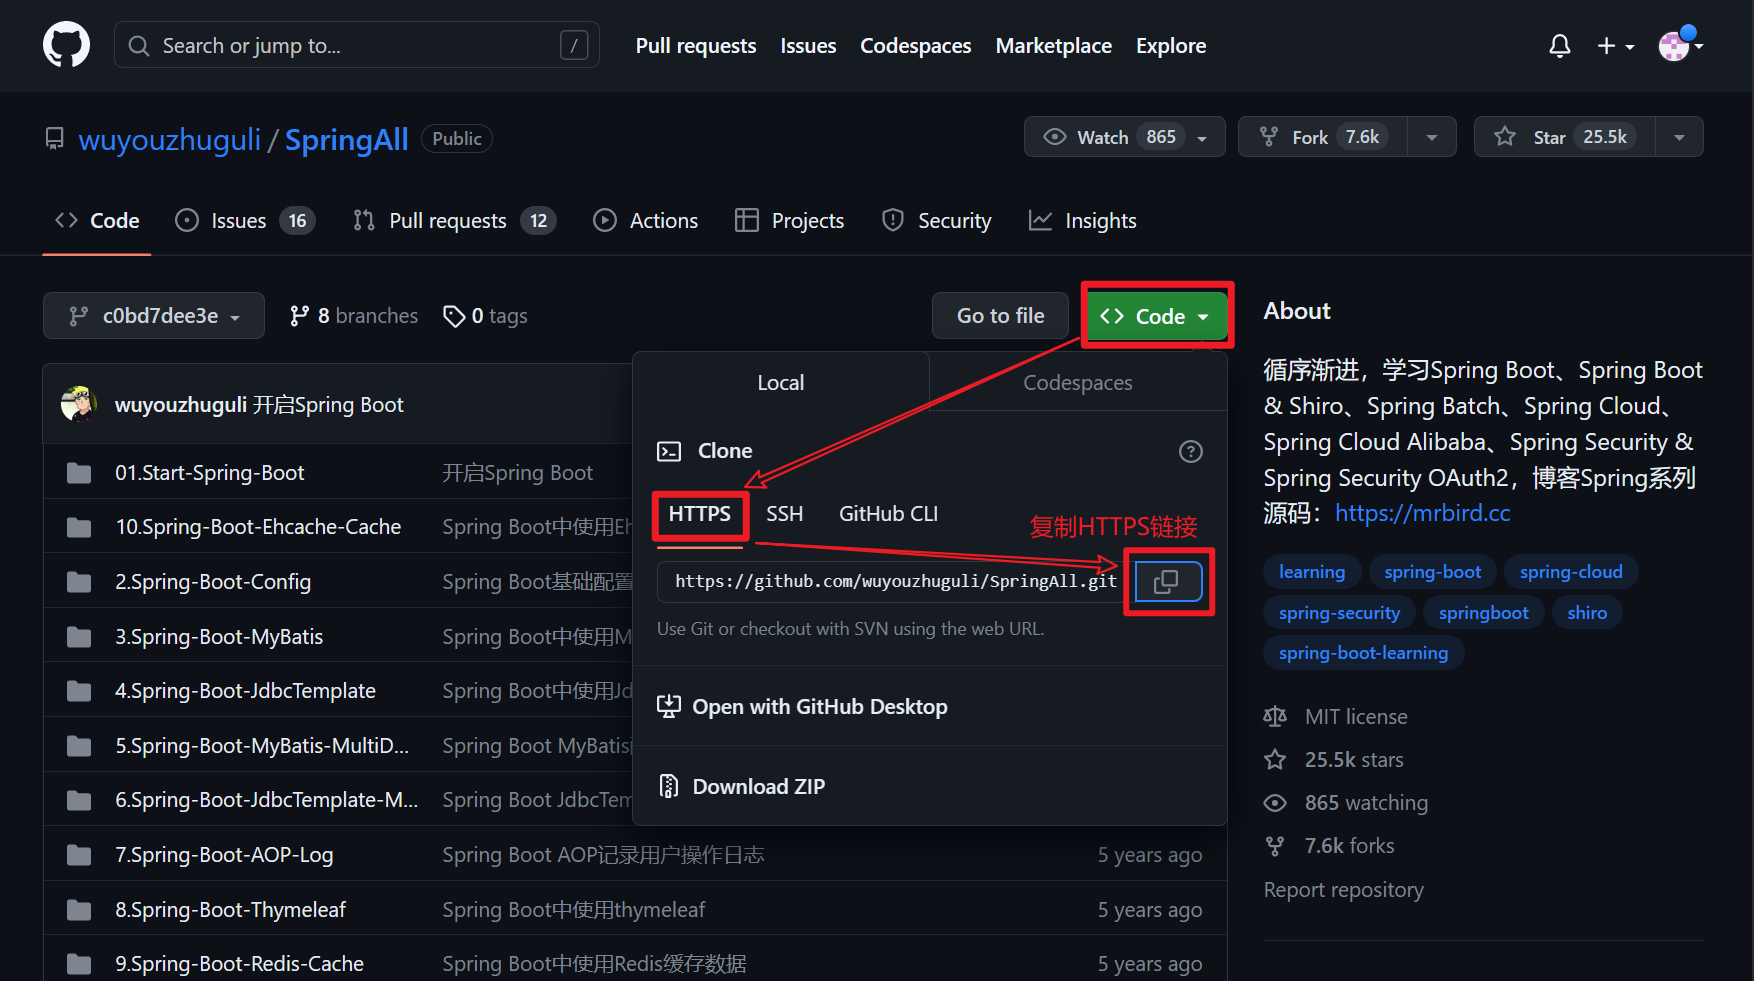 Search or jump to...
/
Pull requests
Issues
Codespaces
Marketplace
Explore
wuyouzhuguli / SpringAll
Public
Watch 865
Fork 7.6k
Star 25.5k
Code
Issues 16
Pull requests 12
Actions
Projects
Security
Insights
c0bd7dee3e
8 branches
0 tags
Go to file
Code
wuyouzhuguli 开启Spring Boot
01.Start-Spring-Boot 开启Spring Boot
10.Spring-Boot-Ehcache-Cache Spring Boot中使用Eh
2.Spring-Boot-Config Spring Boot基础配置
3.Spring-Boot-MyBatis Spring Boot中使用M
4.Spring-Boot-JdbcTemplate Spring Boot中使用Jd
5.Spring-Boot-MyBatis-MultiD... Spring Boot MyBatis
6.Spring-Boot-JdbcTemplate-M... Spring Boot JdbcTem
7.Spring-Boot-AOP-Log Spring Boot AOP记录用户操作日志 5 years ago
8.Spring-Boot-Thymeleaf Spring Boot中使用thymeleaf 5 years ago
9.Spring-Boot-Redis-Cache Spring Boot中使用Redis缓存数据 5 years ago
Local
Codespaces
Clone
HTTPS
SSH
GitHub CLI
复制HTTPS链接
https://github.com/wuyouzhuguli/SpringAll.git
Use Git or checkout with SVN using the web URL.
Open with GitHub Desktop
Download ZIP
About
循序渐进，学习Spring Boot、Spring Boot
& Shiro、Spring Batch、Spring Cloud、
Spring Cloud Alibaba、Spring Security &
Spring Security OAuth2，博客Spring系列
源码：https://mrbird.cc
learning spring-boot spring-cloud
spring-security springboot shiro
spring-boot-learning
MIT license
25.5k stars
865 watching
7.6k forks
Report repository